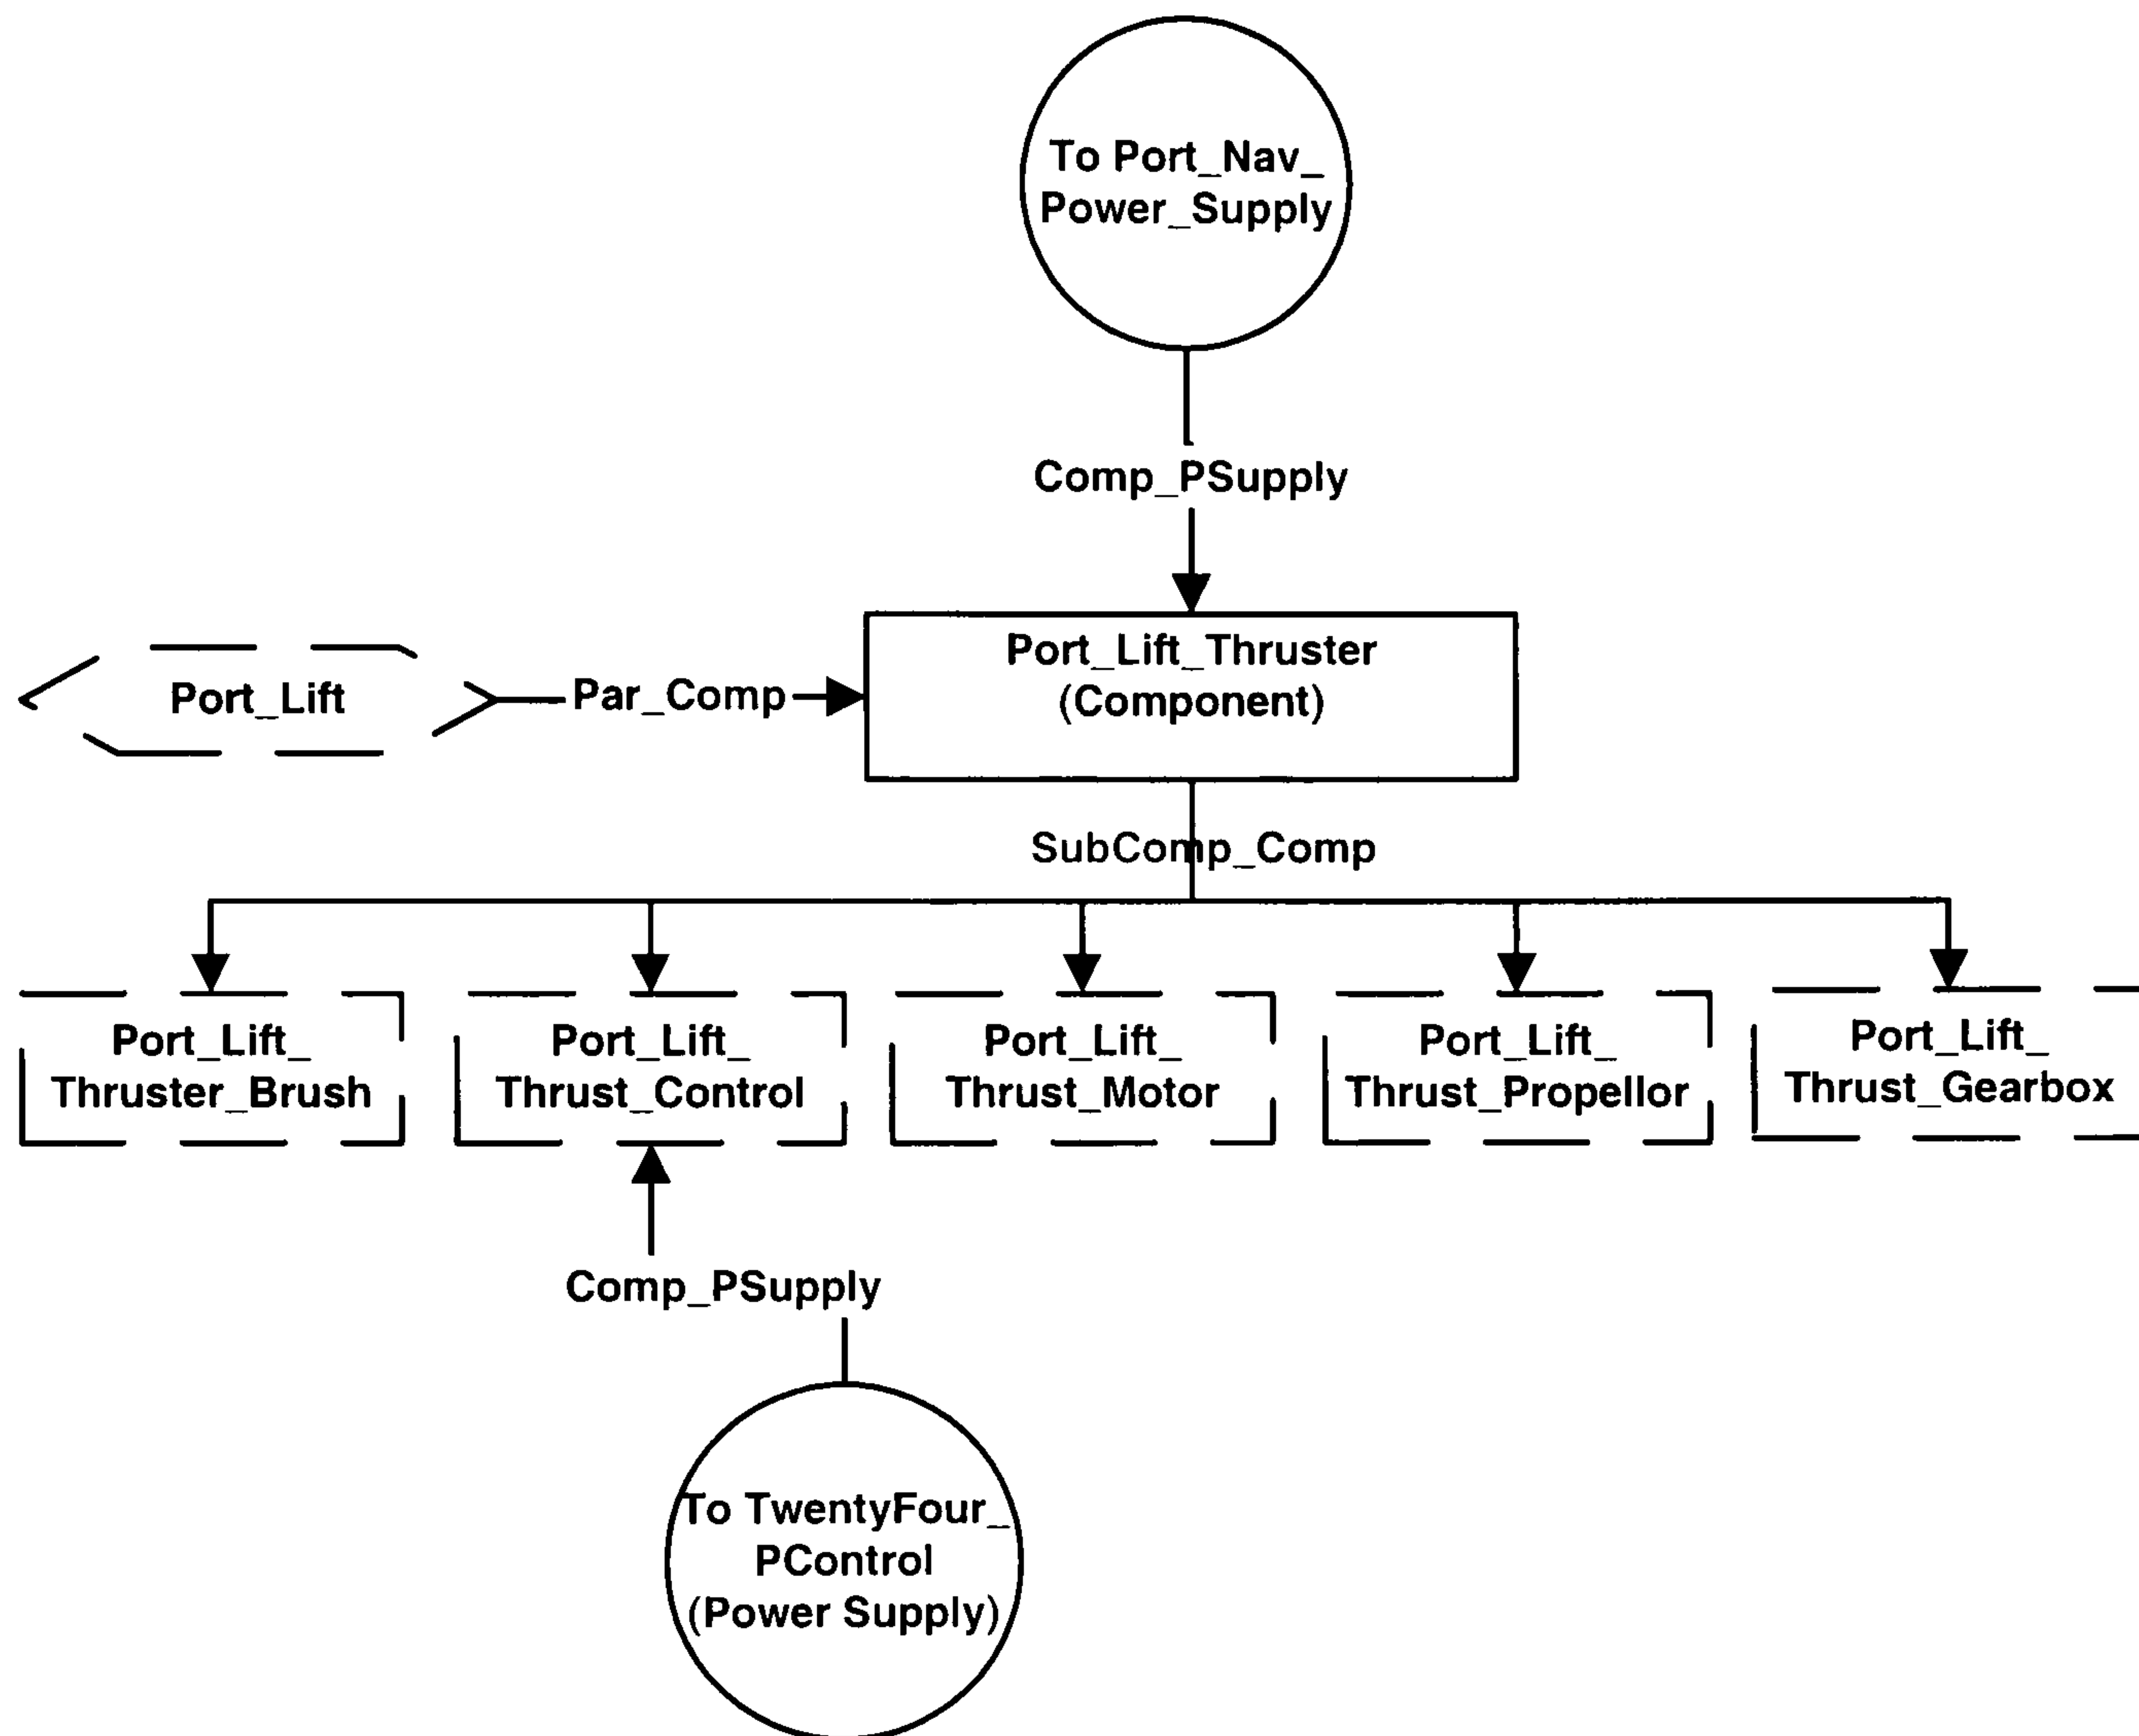 To Port_Nav_
Power_Supply
Comp_PSupply
Port_Lift_Thruster
(Component)
Port_Lift
Par_Comp
SubComp_Comp
Port_Lift_
Thruster_Brush
Port_Lift_
Thrust_Control
Port_Lift_
Thrust_Motor
Port_Lift_
Thrust_Propellor
Port_Lift_
Thrust_Gearbox
Comp_PSupply
To TwentyFour_
PControl
(Power Supply)